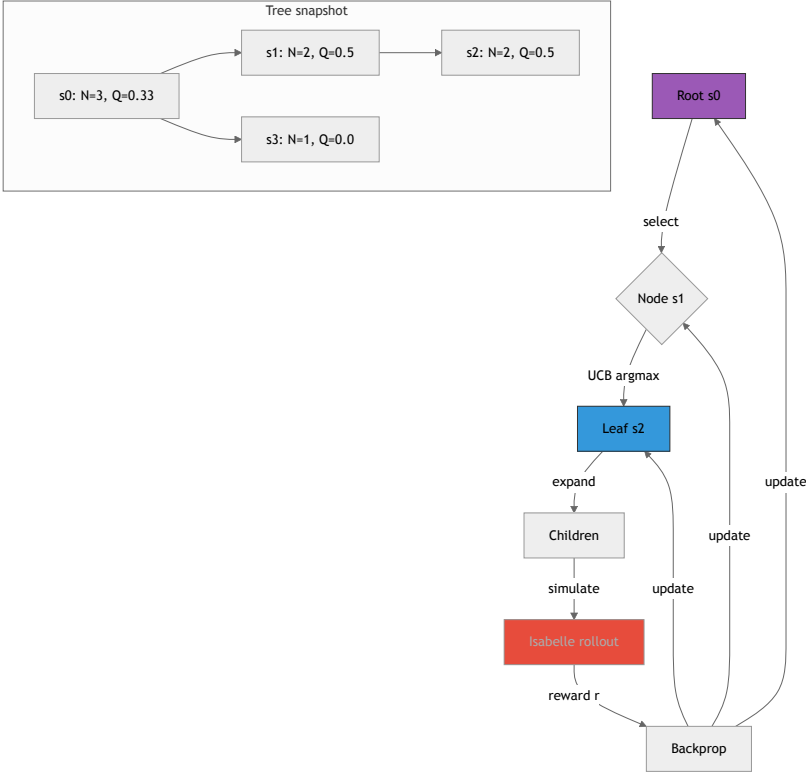 Tree snapshot
s1: N=2, Q=0.5
s2: N=2, Q=0.5
s0: N=3, Q=0.33
s3: N=1, Q=0.0
Root s0
select
Node s1
UCB argmax
Leaf s2
expand
update
Children
update
simulate
update
Isabelle rollout
reward r
Backprop